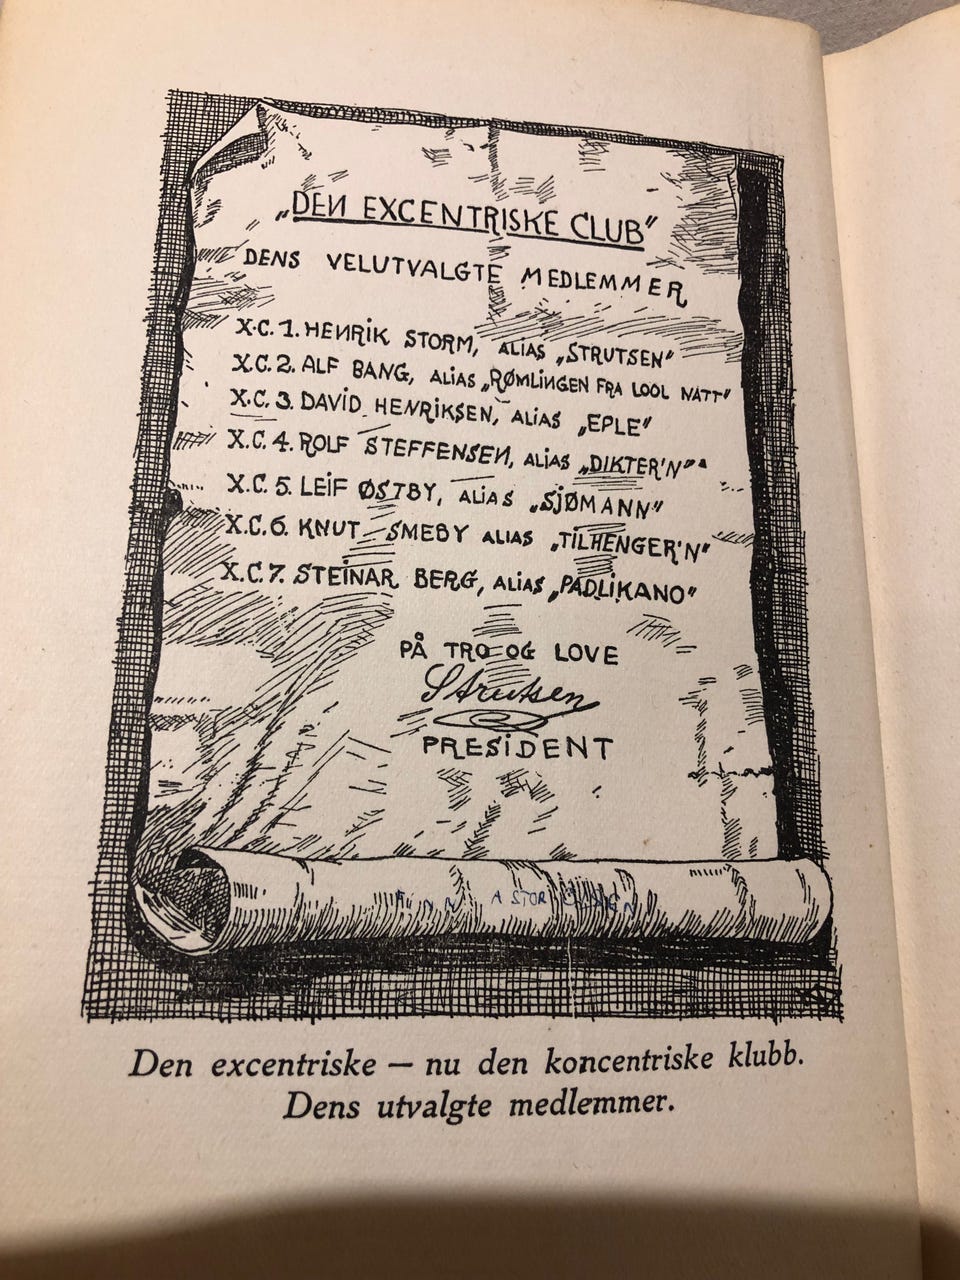 „DEN EXCENTRISKE CLUB"
DENS VELUTVALGTE MEDLEMMER
X.C. 1. HENRIK STORM, ALIAS „STRUTSEN"
X.C. 2. ALF BANG, ALIAS „RØMLINGEN FRA LOOL NATT"
X.C. 3. DAVID HENRIKSEN, ALIAS „EPLE"
X.C. 4. ROLF STEFFENSEN, ALIAS „DIKTER'N"
X.C. 5. LEIF ØSTBY, ALIAS „SJØMANN"
X.C. 6. KNUT SMEBY ALIAS „TILHENGER'N"
X.C. 7. STEINAR BERG, ALIAS „PADLIKANO"
PÅ TRO OG LOVE
Strutsen
PRESIDENT
Den excentriske — nu den koncentriske klubb.
Dens utvalgte medlemmer.